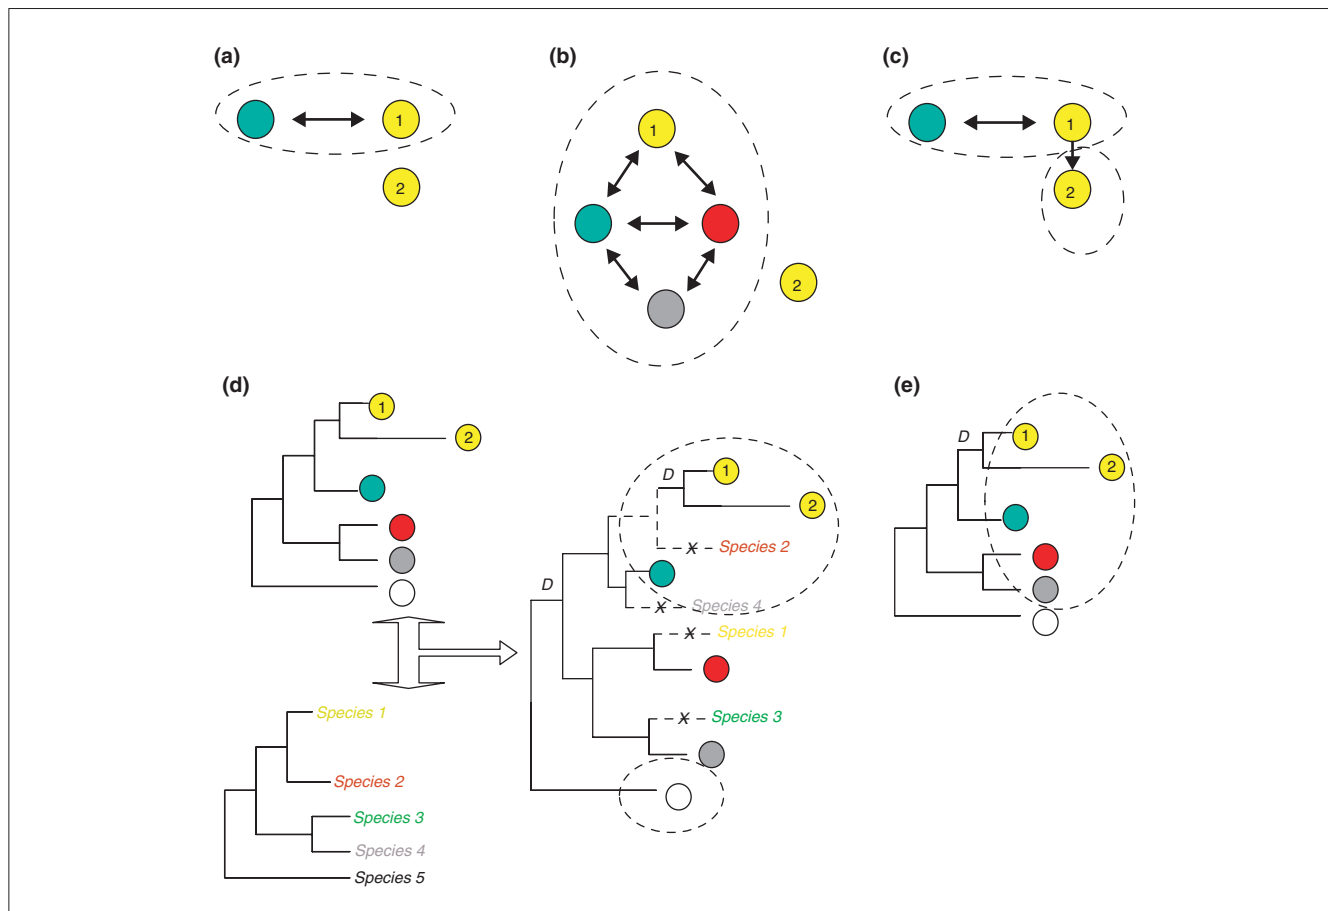 (a)
(b)
(c)
1
2
1
2
1
2
(d)
(e)
1
2
D
1
2
X Species 2
D
X Species 4
X Species 1
X Species 3
D
1
2
Species 1
Species 2
Species 3
Species 4
Species 5